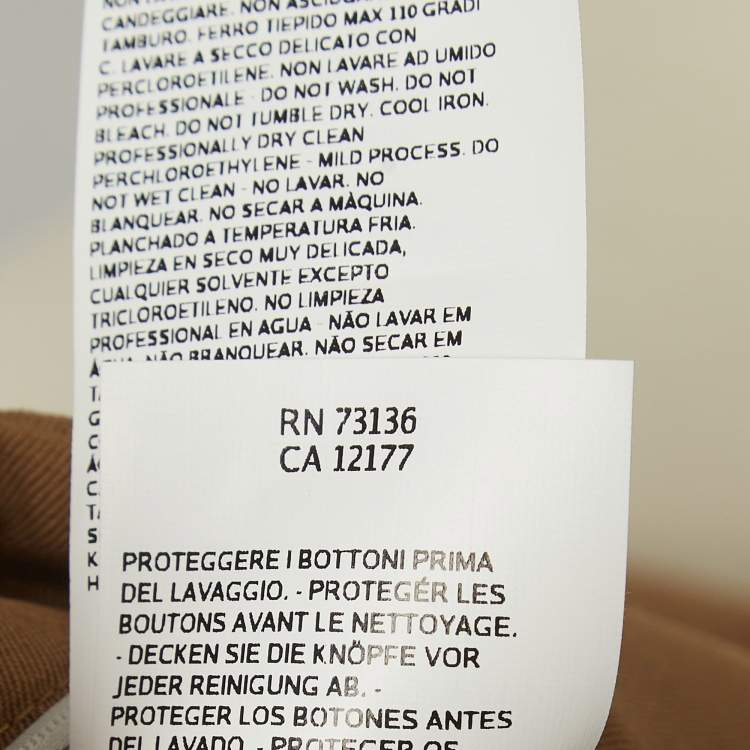 CANDEGGIARE. NON
TAMBURO. FERRO TIEPIDO MAX 110 GRADI
C. LAVARE A SECCO DELICATO CON
PERCLOROETILENE. NON LAVARE AD UMIDO
PROFESSIONALE - DO NOT WASH. DO NOT
BLEACH. DO NOT TUMBLE DRY. COOL IRON.
PROFESSIONALLY DRY CLEAN
PERCHLOROETHYLENE - MILD PROCESS. DO
NOT WET CLEAN - NO LAVAR. NO
BLANQUEAR. NO SECAR A MÀQUINA.
PLANCHADO A TEMPERATURA FRIA.
LIMPIEZA EN SECO MUY DELICADA,
CUALQUIER SOLVENTE EXCEPTO
TRICLOROETILENO. NO LIMPIEZA
PROFESSIONAL EN AGUA - NÃO LAVAR EM
NÃO BRANQUEAR. NÃO SECAR EM
RN 73136
CA 12177
PROTEGGERE I BOTTONI PRIMA
DEL LAVAGGIO. - PROTEGÉR LES
BOUTONS AVANT LE NETTOYAGE.
- DECKEN SIE DIE KNÖPFE VOR
JEDER REINIGUNG AB. -
PROTEGER LOS BOTONES ANTES
DEL LAVADO. - PROTEGER OS